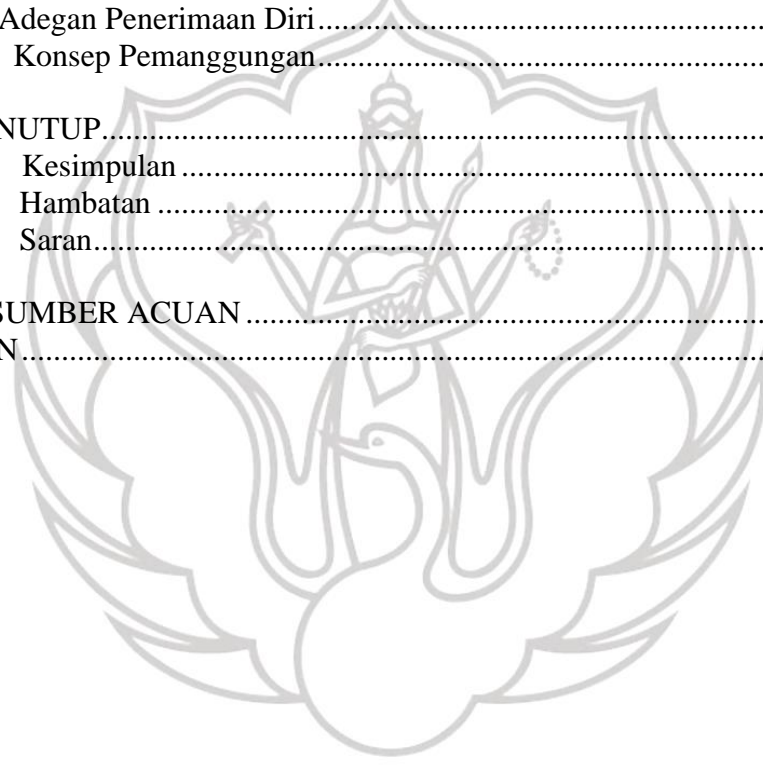 Adegan Penerimaan Diri........................................................
Konsep Pemanggungan........................................................
NUTUP....................................................................................
Kesimpulan..........................................................................
Hambatan.............................................................................
Saran.....................................................................................
SUMBER ACUAN.................................................................
N.............................................................................................